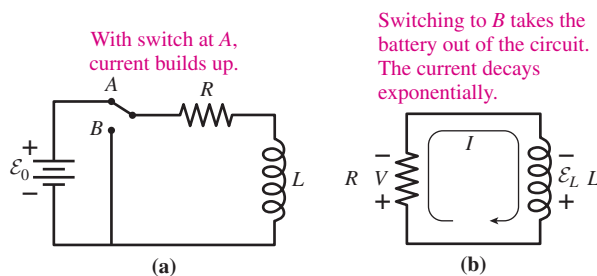 With switch at A,
current builds up.
A
R
B
+
ℰ0
−
L
(a)
Switching to B takes the
battery out of the circuit.
The current decays
exponentially.
I
− −
R V ℰL L
+ +
(b)